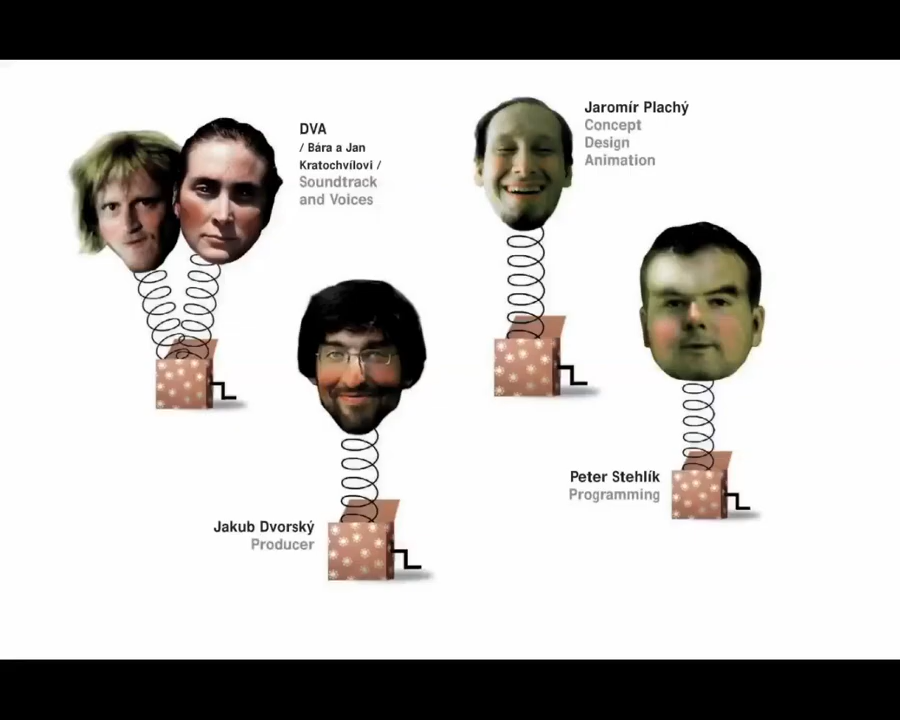 DVA
/ Bára a Jan
Kratochvílovi /
Soundtrack
and Voices
Jaromír Plachý
Concept
Design
Animation
Jakub Dvorský
Producer
Peter Stehlík
Programming